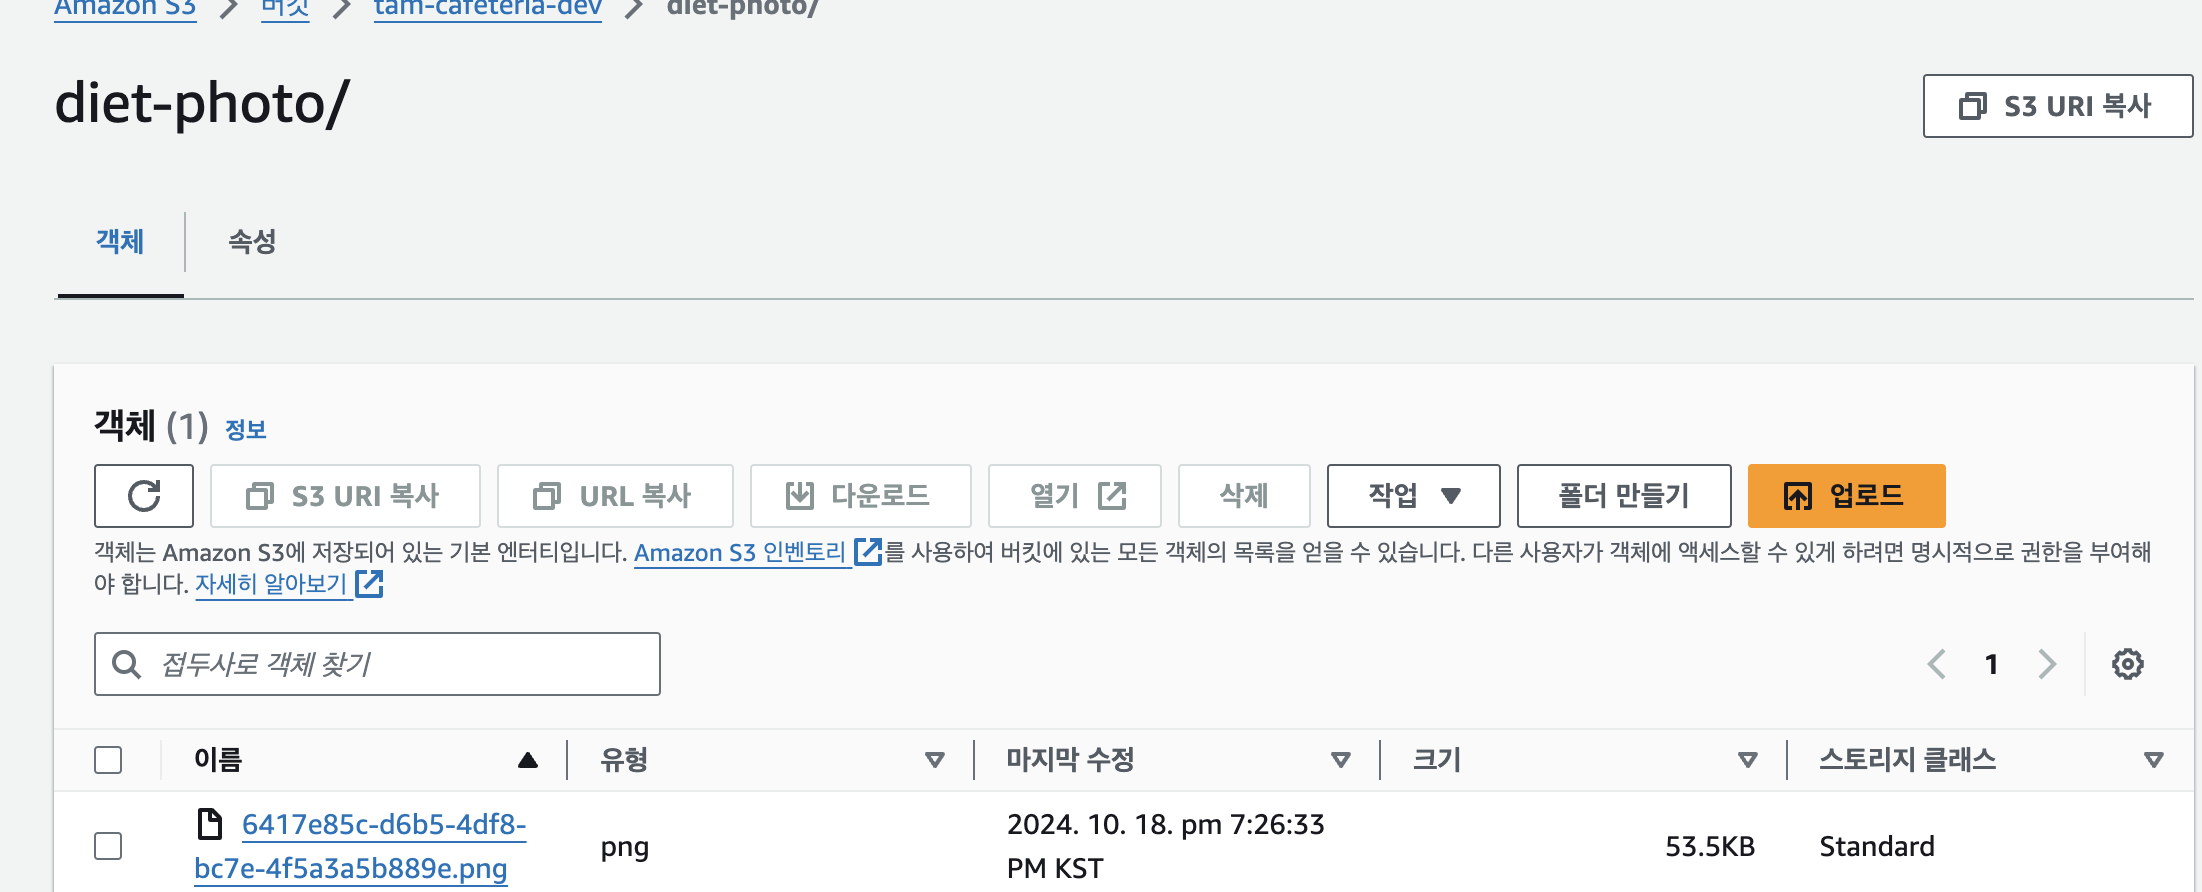 Amazon S3 > 버킷 > tam-cafeteria-dev > diet-photo/
diet-photo/
S3 URI 복사
객체
속성
객체 (1) 정보
S3 URI 복사
URL 복사
다운로드
열기
삭제
작업
폴더 만들기
업로드
객체는 Amazon S3에 저장되어 있는 기본 엔터티입니다. Amazon S3 인벤토리를 사용하여 버킷에 있는 모든 객체의 목록을 얻을 수 있습니다. 다른 사용자가 객체에 액세스할 수 있게 하려면 명시적으로 권한을 부여해
야 합니다. 자세히 알아보기
접두사로 객체 찾기
1
이름
유형
마지막 수정
크기
스토리지 클래스
6417e85c-d6b5-4df8-
bc7e-4f5a3a5b889e.png
png
2024. 10. 18. pm 7:26:33
PM KST
53.5KB
Standard